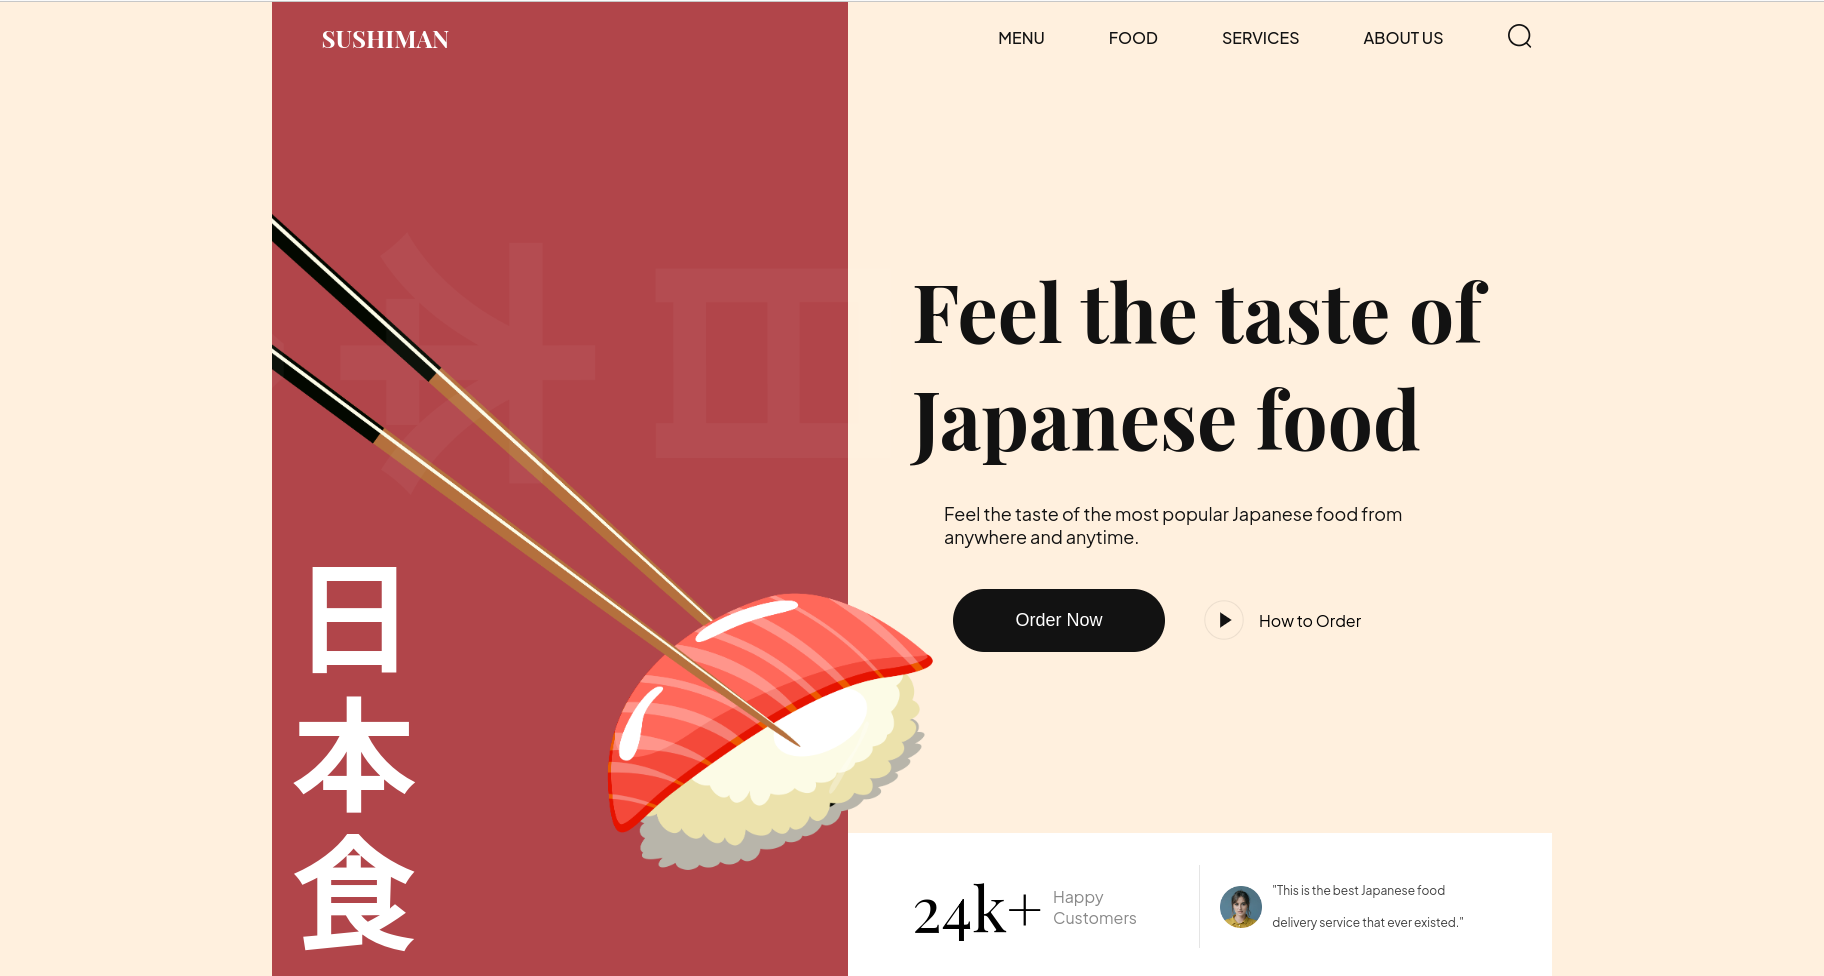 SUSHIMAN
MENU
FOOD
SERVICES
ABOUT US
日本
Feel the taste of
Japanese food
Feel the taste of the most popular Japanese food from
anywhere and anytime.
Order Now
How to Order
日
本
食
24k+
Happy
Customers
"This is the best Japanese food
delivery service that ever existed."